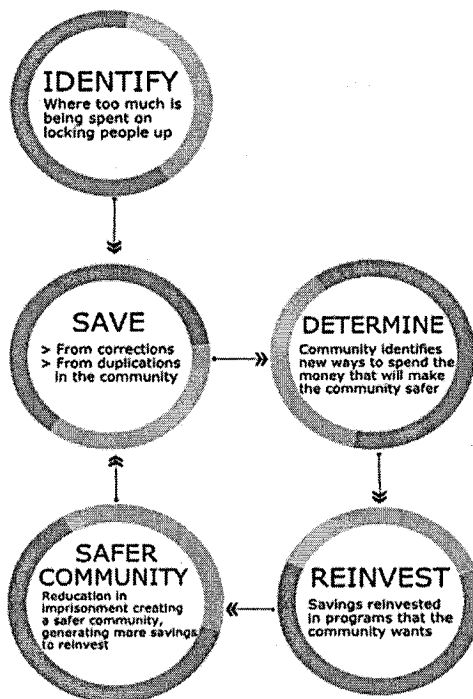 IDENTIFY
Where too much is
being spent on
locking people up
SAVE
> From corrections
> From duplications
in the community
DETERMINE
Community identifies
new ways to spend the
money that will make
the community safer
REINVEST
Savings reinvested
in programs that the
community wants
SAFER
COMMUNITY
Reducation in
imprisonment creating
a safer community,
generating more savings
to reinvest